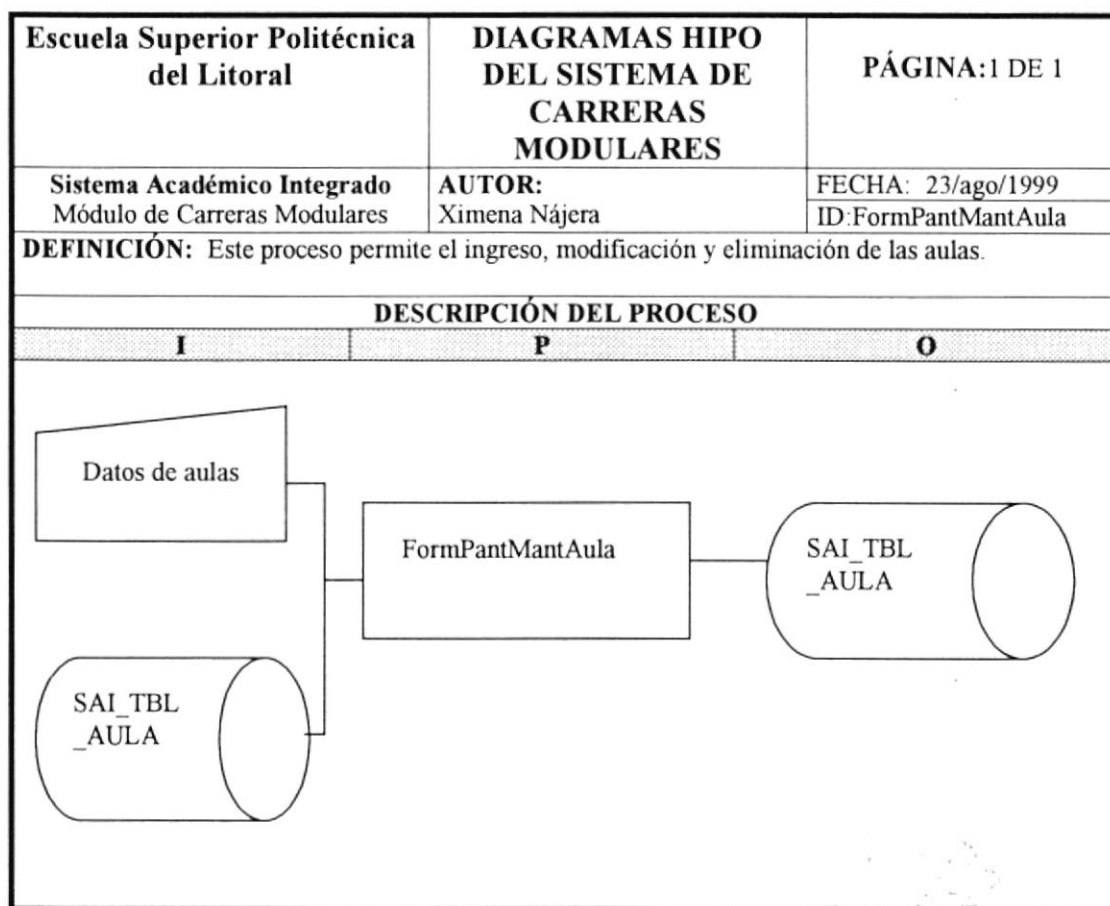 Escuela Superior Politécnica
del Litoral
DIAGRAMAS HIPO
DEL SISTEMA DE
CARRERAS
MODULARES
PÁGINA:1 DE 1
Sistema Académico Integrado
Módulo de Carreras Modulares
AUTOR:
Ximena Nájera
FECHA: 23/ago/1999
ID:FormPantMantAula
DEFINICIÓN: Este proceso permite el ingreso, modificación y eliminación de las aulas.
DESCRIPCIÓN DEL PROCESO
I
P
O
Datos de aulas
FormPantMantAula
SAI_TBL
_AULA
SAI_TBL
_AULA